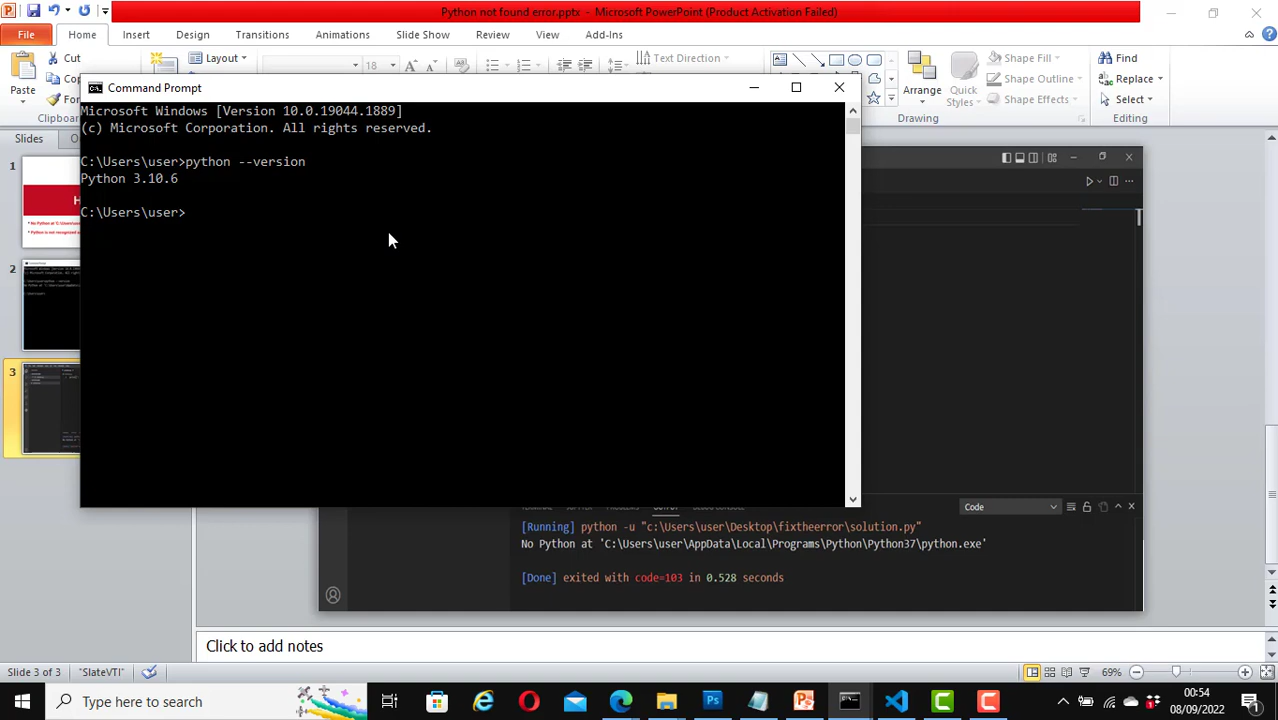 Python not found error.pptx - Microsoft PowerPoint (Product Activation Failed)
File Home Insert Design Transitions Animations Slide Show Review View Add-Ins
Cut
Layout
18
Text Direction
Shape Fill
Find
Shape Outline
Replace
Paste
Arrange
Quick Styles
Shape Effects
Select
Drawing
Editing
Slides
Command Prompt
Microsoft Windows [Version 10.0.19044.1889]
(c) Microsoft Corporation. All rights reserved.
C:\Users\user>python --version
Python 3.10.6
C:\Users\user>
1
2
3
Code
[Running] python -u "c:\Users\user\Desktop\fixtheerror\solution.py"
No Python at 'C:\Users\user\AppData\Local\Programs\Python\Python37\python.exe'
[Done] exited with code=103 in 0.528 seconds
Click to add notes
Slide 3 of 3 "SlateVTI" 69%
Type here to search
00:54
08/09/2022